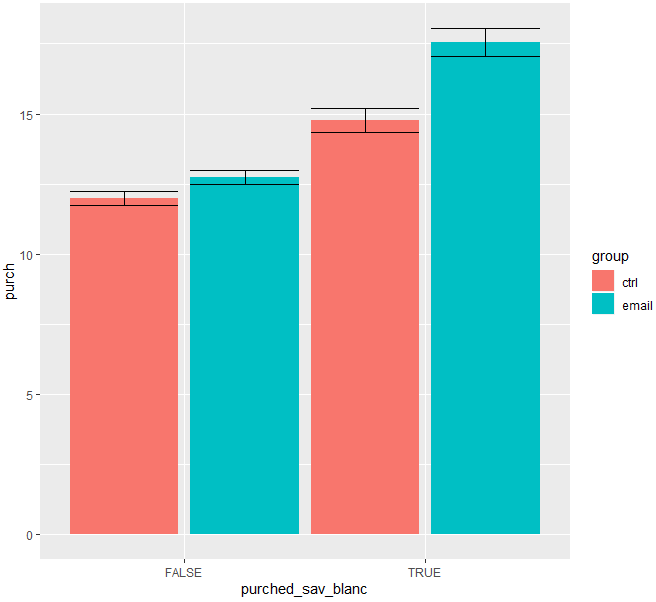 purch
15
10
5
0
FALSE
TRUE
purched_sav_blanc
group
ctrl
email